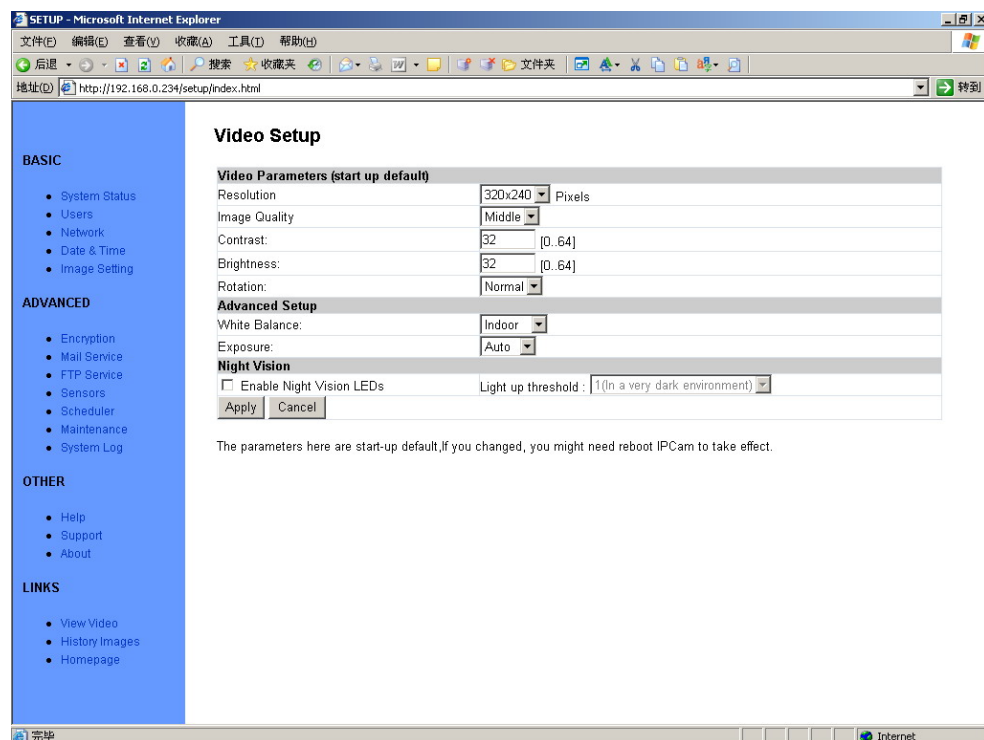 SETUP - Microsoft Internet Explorer
文件(F) 编辑(E) 查看(V) 收藏(A) 工具(T) 帮助(H)
后退 搜索 收藏夹 文件夹
地址(D) http://192.168.0.234/setup/index.html 转到
BASIC
System Status
Users
Network
Date & Time
Image Setting
ADVANCED
Encryption
Mail Service
FTP Service
Sensors
Scheduler
Maintenance
System Log
OTHER
Help
Support
About
LINKS
View Video
History Images
Homepage
Video Setup
Video Parameters (start up default)
Resolution 320x240 Pixels
Image Quality Middle
Contrast: 32 [0..64]
Brightness: 32 [0..64]
Rotation: Normal
Advanced Setup
White Balance: Indoor
Exposure: Auto
Night Vision
Enable Night Vision LEDs Light up threshold : 1(In a very dark environment)
Apply Cancel
The parameters here are start-up default,If you changed, you might need reboot IPCam to take effect.
完毕 Internet